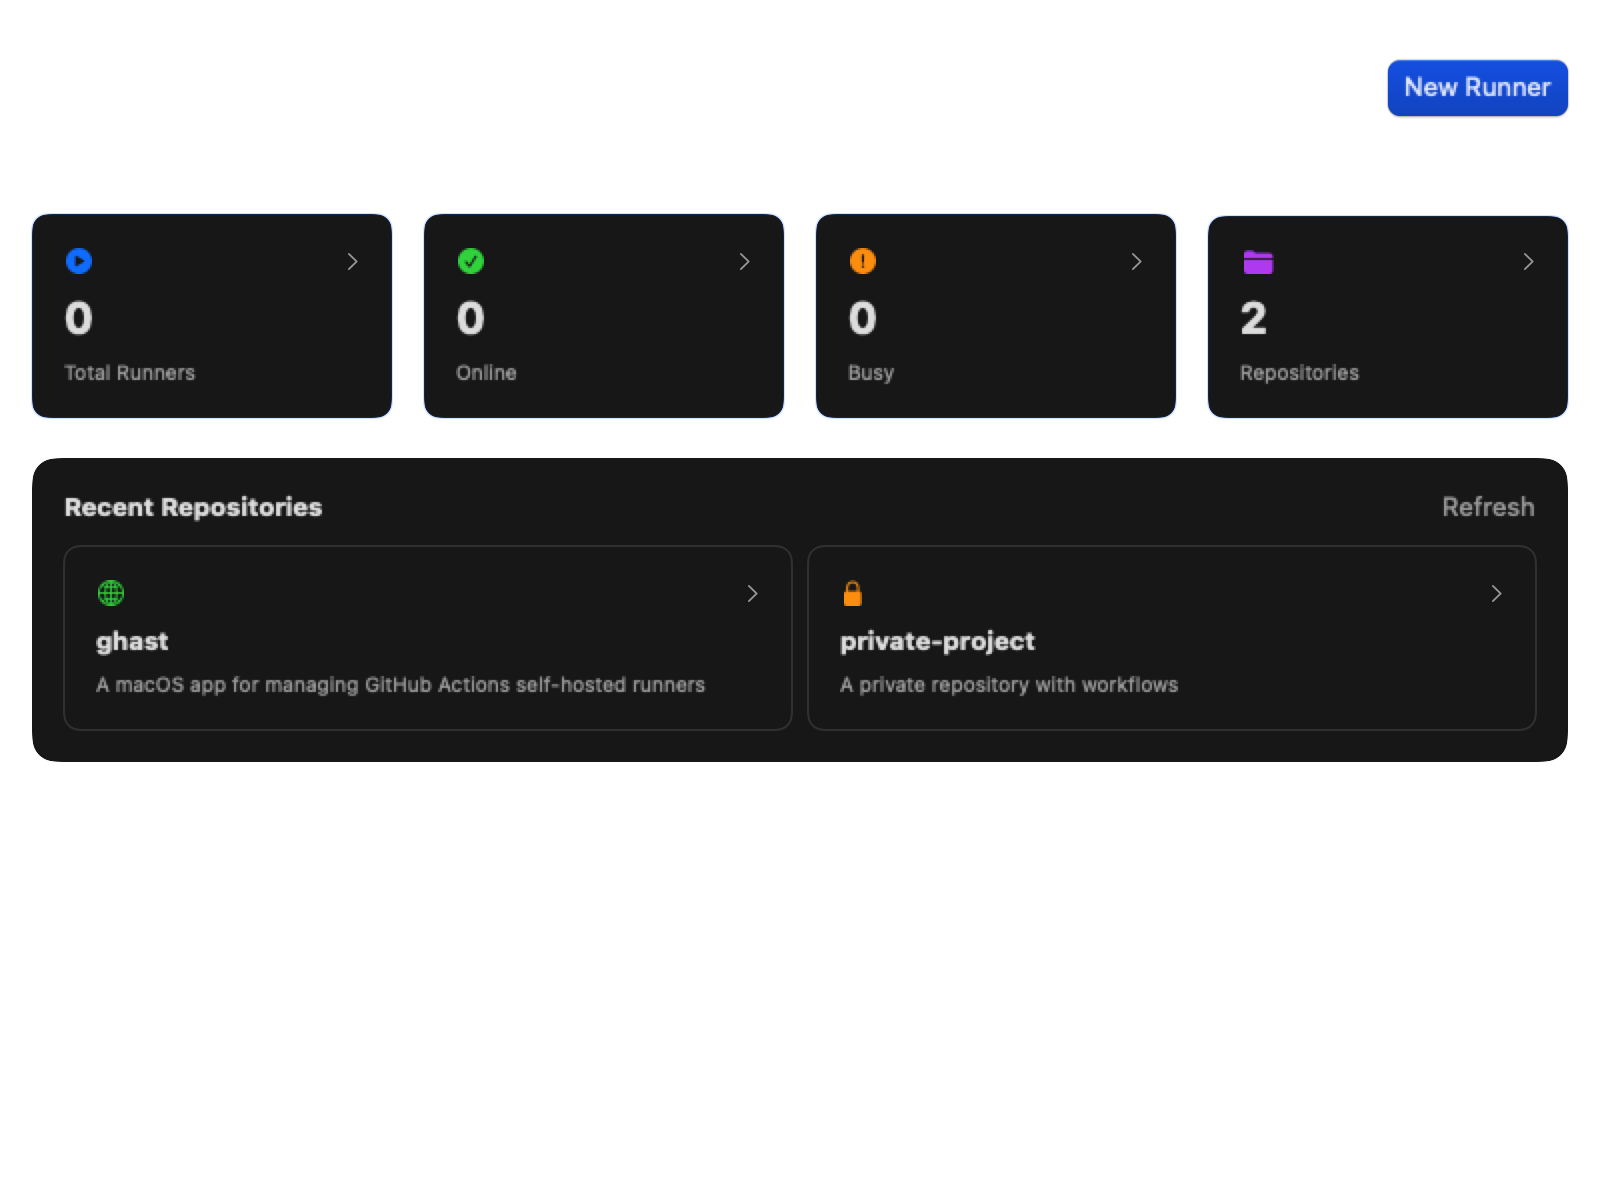 New Runner
0
Total Runners
0
Online
0
Busy
2
Repositories
Recent Repositories
Refresh
ghast
A macOS app for managing GitHub Actions self-hosted runners
private-project
A private repository with workflows